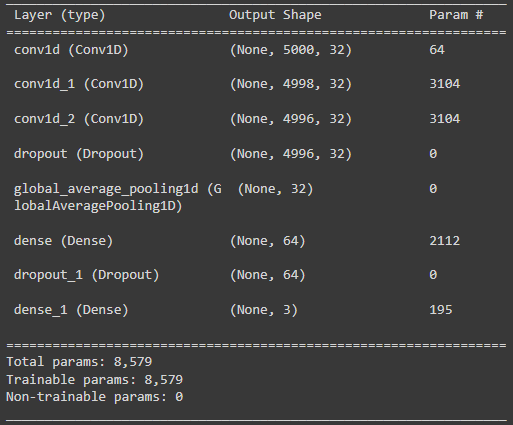 Layer (type) Output Shape Param #
=================================================================
conv1d (Conv1D) (None, 5000, 32) 64
conv1d_1 (Conv1D) (None, 4998, 32) 3104
conv1d_2 (Conv1D) (None, 4996, 32) 3104
dropout (Dropout) (None, 4996, 32) 0
global_average_pooling1d (G (None, 32) 0
lobalAveragePooling1D)
dense (Dense) (None, 64) 2112
dropout_1 (Dropout) (None, 64) 0
dense_1 (Dense) (None, 3) 195
=================================================================
Total params: 8,579
Trainable params: 8,579
Non-trainable params: 0